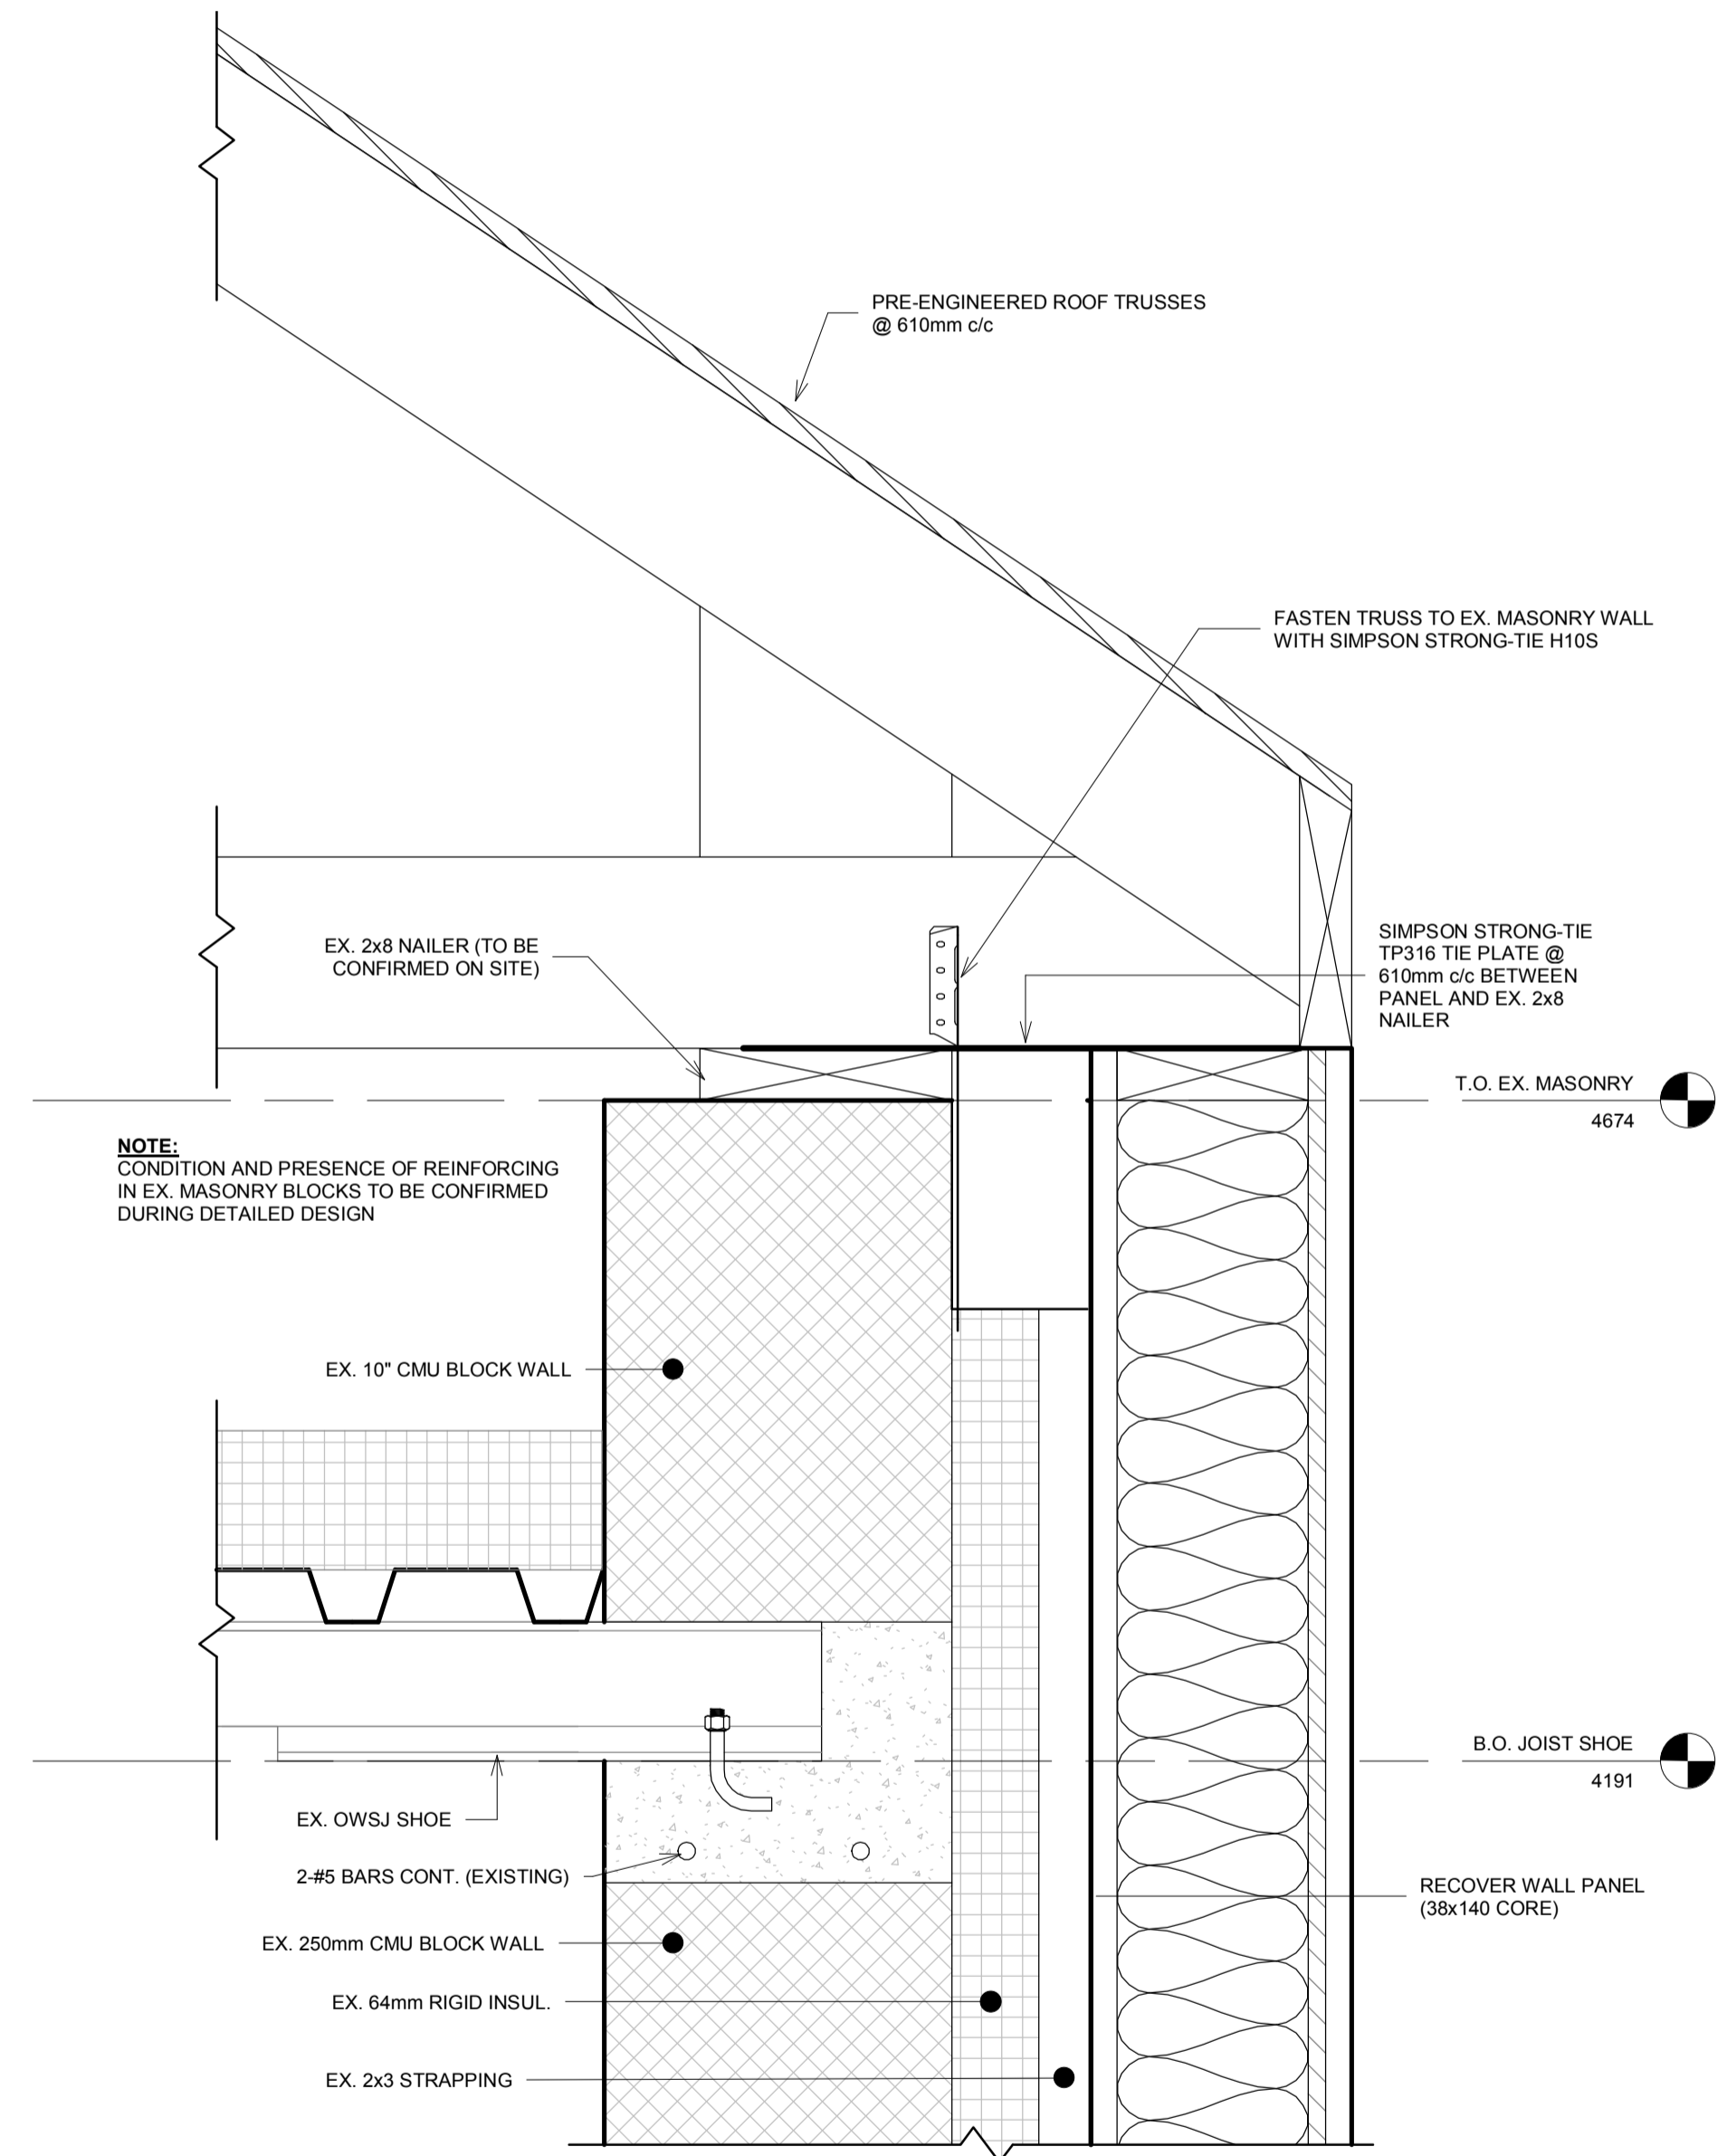 PRE-ENGINEERED ROOF TRUSSES
@ 610mm c/c
FASTEN TRUSS TO EX. MASONRY WALL
WITH SIMPSON STRONG-TIE H10S
EX. 2x8 NAILER (TO BE
CONFIRMED ON SITE)
SIMPSON STRONG-TIE
TP316 TIE PLATE @
610mm c/c BETWEEN
PANEL AND EX. 2x8
NAILER
T.O. EX. MASONRY
4674
NOTE:
CONDITION AND PRESENCE OF REINFORCING
IN EX. MASONRY BLOCKS TO BE CONFIRMED
DURING DETAILED DESIGN
EX. 10" CMU BLOCK WALL
B.O. JOIST SHOE
4191
EX. OWSJ SHOE
2-#5 BARS CONT. (EXISTING)
RECOVER WALL PANEL
(38x140 CORE)
EX. 250mm CMU BLOCK WALL
EX. 64mm RIGID INSUL.
EX. 2x3 STRAPPING